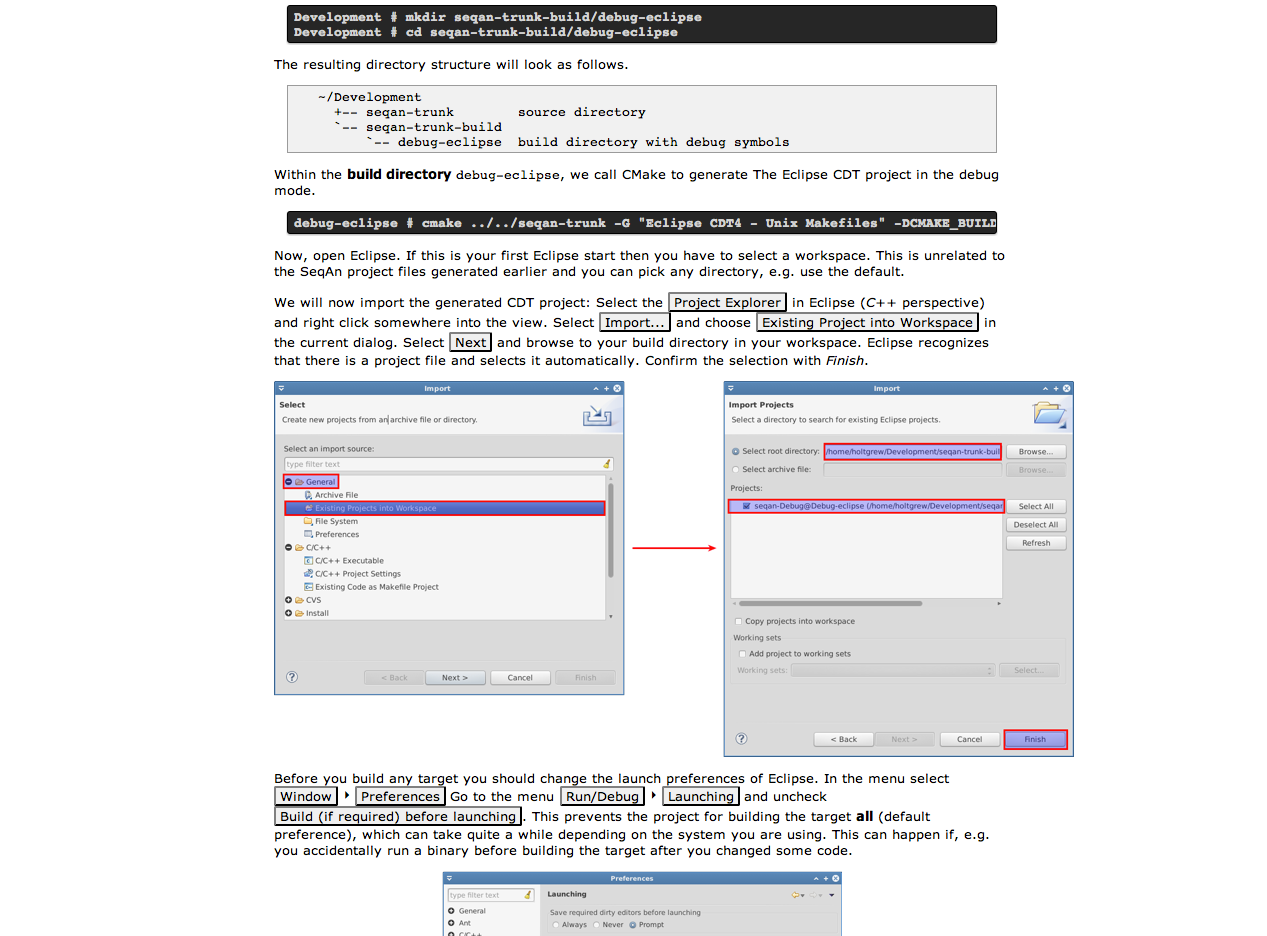 Development # mkdir seqan-trunk-build/debug-eclipse
Development # cd seqan-trunk-build/debug-eclipse
The resulting directory structure will look as follows.
~/Development
+-- seqan-trunk source directory
`-- seqan-trunk-build
`-- debug-eclipse build directory with debug symbols
Within the build directory debug-eclipse, we call CMake to generate The Eclipse CDT project in the debug
mode.
debug-eclipse # cmake ../../seqan-trunk -G "Eclipse CDT4 - Unix Makefiles" -DCMAKE_BUILD
Now, open Eclipse. If this is your first Eclipse start then you have to select a workspace. This is unrelated to
the SeqAn project files generated earlier and you can pick any directory, e.g. use the default.
We will now import the generated CDT project: Select the Project Explorer in Eclipse (C++ perspective)
and right click somewhere into the view. Select Import... and choose Existing Project into Workspace in
the current dialog. Select Next and browse to your build directory in your workspace. Eclipse recognizes
that there is a project file and selects it automatically. Confirm the selection with Finish.
Import
Select
Create new projects from an archive file or directory.
Select an import source:
type filter text
General
Archive File
Existing Projects into Workspace
File System
Preferences
C/C++
C/C++ Executable
C/C++ Project Settings
Existing Code as Makefile Project
CVS
Install
< Back Next > Cancel Finish
Import
Import Projects
Select a directory to search for existing Eclipse projects.
Select root directory: /home/holtgrew/Development/seqan-trunk-buil Browse...
Select archive file: Browse...
Projects:
seqan-Debug@Debug-eclipse (/home/holtgrew/Development/seqan Select All
Deselect All
Refresh
Copy projects into workspace
Working sets
Add project to working sets
Working sets: Select...
< Back Next > Cancel Finish
Before you build any target you should change the launch preferences of Eclipse. In the menu select
Window ‣ Preferences Go to the menu Run/Debug ‣ Launching and uncheck
Build (if required) before launching. This prevents the project for building the target all (default
preference), which can take quite a while depending on the system you are using. This can happen if, e.g.
you accidentally run a binary before building the target after you changed some code.
Preferences
type filter text Launching
General
Ant
C/C++
Save required dirty editors before launching
Always Never Prompt